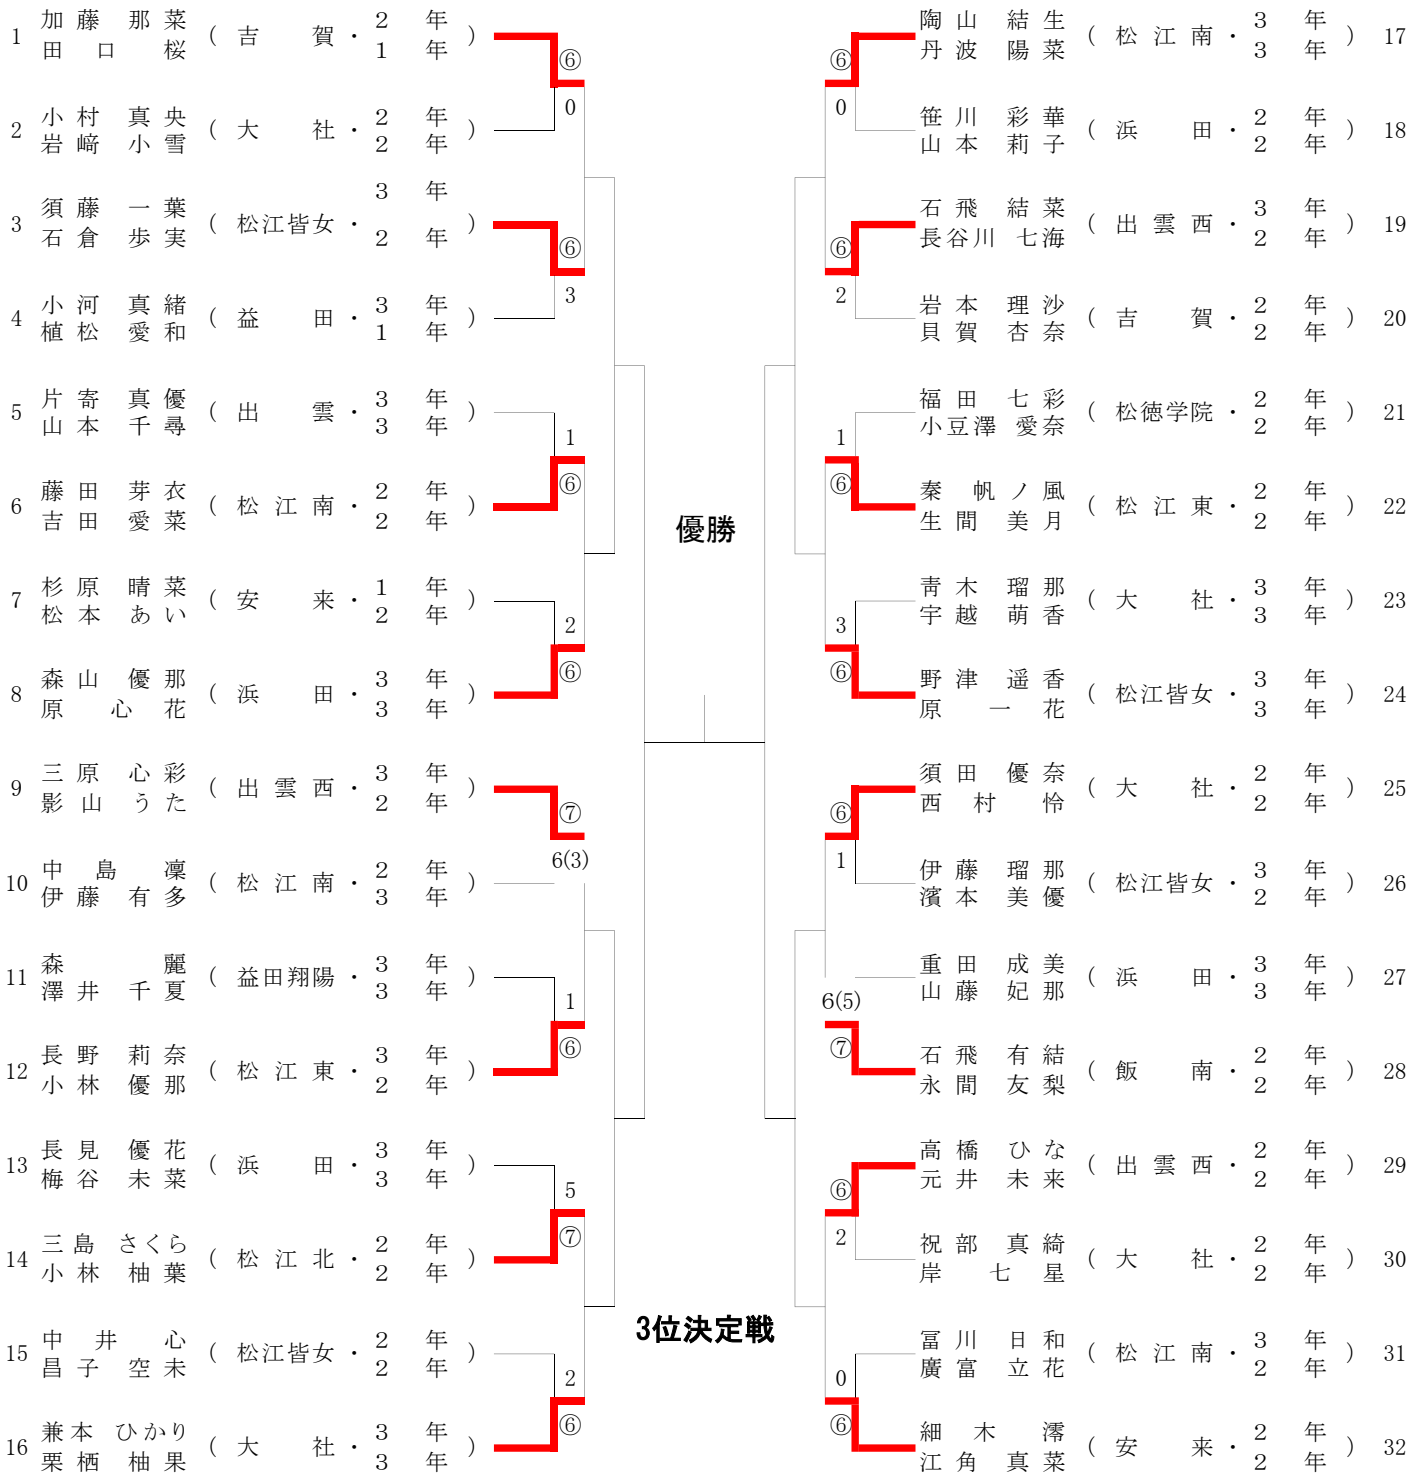 1 加藤 那菜 ( 吉 賀 ・ 2 年 )
田口 桜 1 年
⑥
0
2 小村 真央 ( 大 社 ・ 2 年 )
岩﨑 小雪 2 年
3 須藤 一葉 ( 松江皆女 ・ 3 年 )
石倉 歩実 2 年
⑥
3
4 小河 真緒 ( 益 田 ・ 3 年 )
植松 愛和 1 年
5 片寄 真優 ( 出 雲 ・ 3 年 )
山本 千尋 3 年
1
⑥
6 藤田 芽衣 ( 松江南 ・ 2 年 )
吉田 愛菜 2 年
7 杉原 晴菜 ( 安 来 ・ 1 年 )
松本 あい 2 年
2
⑥
8 森山 優那 ( 浜 田 ・ 3 年 )
原 心花 3 年
9 三原 心彩 ( 出雲西 ・ 3 年 )
影山 うた 2 年
⑦
6(3)
10 中島 凜 ( 松江南 ・ 2 年 )
伊藤 有多 3 年
11 森 麗 ( 益田翔陽 ・ 3 年 )
澤井 千夏 3 年
1
⑥
12 長野 莉奈 ( 松江東 ・ 3 年 )
小林 優那 2 年
13 長見 優花 ( 浜 田 ・ 3 年 )
梅谷 未菜 3 年
5
⑦
14 三島 さくら ( 松江北 ・ 2 年 )
小林 柚葉 2 年
15 中井 心 ( 松江皆女 ・ 2 年 )
昌子 空未 2 年
2
⑥
16 兼本 ひかり ( 大 社 ・ 3 年 )
栗栖 柚果 3 年
優勝
3位決定戦
陶山 結生 ( 松江南 ・ 3 年 ) 17
丹波 陽菜 3 年
⑥
0
笹川 彩華 ( 浜 田 ・ 2 年 ) 18
山本 莉子 2 年
石飛 結菜 ( 出雲西 ・ 3 年 ) 19
長谷川 七海 2 年
⑥
2
岩本 理沙 ( 吉 賀 ・ 2 年 ) 20
貝賀 杏奈 2 年
福田 七彩 ( 松徳学院 ・ 2 年 ) 21
小豆澤 愛奈 2 年
1
⑥
秦 帆ノ風 ( 松江東 ・ 2 年 ) 22
生間 美月 2 年
靑木 瑠那 ( 大 社 ・ 3 年 ) 23
宇越 萌香 3 年
3
⑥
野津 遥香 ( 松江皆女 ・ 3 年 ) 24
原 一花 3 年
須田 優奈 ( 大 社 ・ 2 年 ) 25
西村 怜 2 年
⑥
1
伊藤 瑠那 ( 松江皆女 ・ 3 年 ) 26
濱本 美優 2 年
重田 成美 ( 浜 田 ・ 3 年 ) 27
山藤 妃那 3 年
6(5)
⑦
石飛 有結 ( 飯 南 ・ 2 年 ) 28
永間 友梨 2 年
高橋 ひな ( 出雲西 ・ 2 年 ) 29
元井 未来 2 年
⑥
2
祝部 真綺 ( 大 社 ・ 2 年 ) 30
岸 七星 2 年
冨川 日和 ( 松江南 ・ 3 年 ) 31
廣富 立花 2 年
0
⑥
細木 澪 ( 安 来 ・ 2 年 ) 32
江角 真菜 2 年